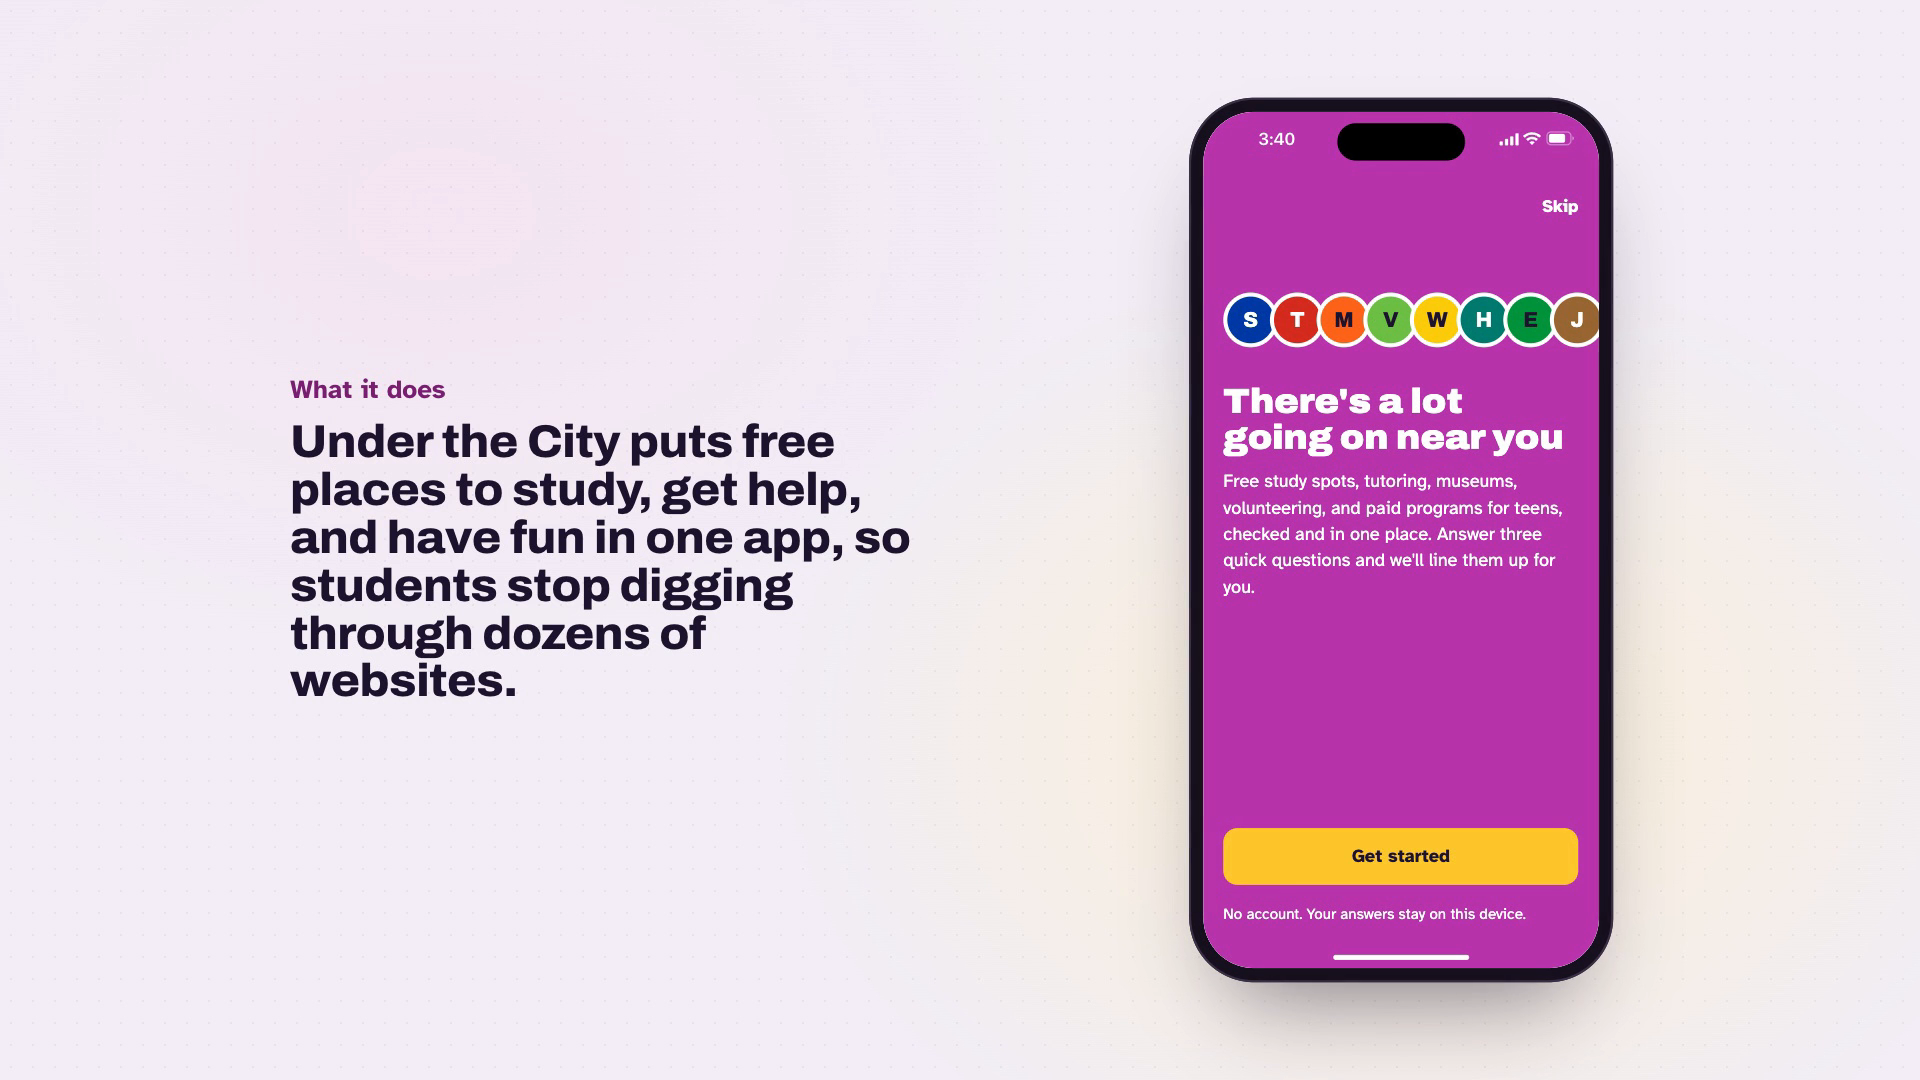 What it does
Under the City puts free
places to study, get help,
and have fun in one app, so
students stop digging
through dozens of
websites.
3:40
Skip
S T M V W H E J
There's a lot
going on near you
Free study spots, tutoring, museums,
volunteering, and paid programs for teens,
checked and in one place. Answer three
quick questions and we'll line them up for
you.
Get started
No account. Your answers stay on this device.